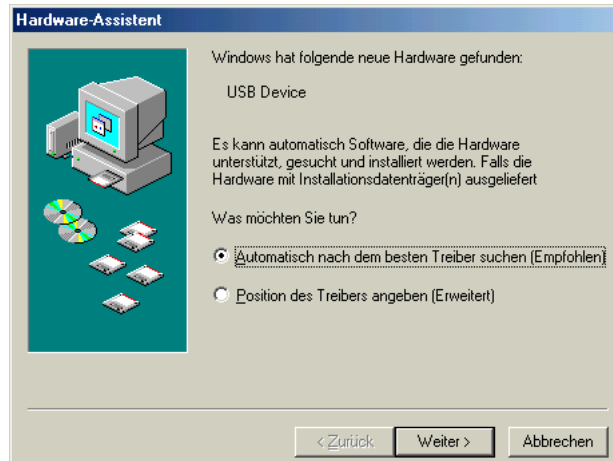 Hardware-Assistent
Windows hat folgende neue Hardware gefunden:
USB Device
Es kann automatisch Software, die die Hardware
unterstützt, gesucht und installiert werden. Falls die
Hardware mit Installationsdatenträger(n) ausgeliefert
Was möchten Sie tun?
Automatisch nach dem besten Treiber suchen (Empfohlen)
Position des Treibers angeben (Erweitert)
< Zurück Weiter > Abbrechen